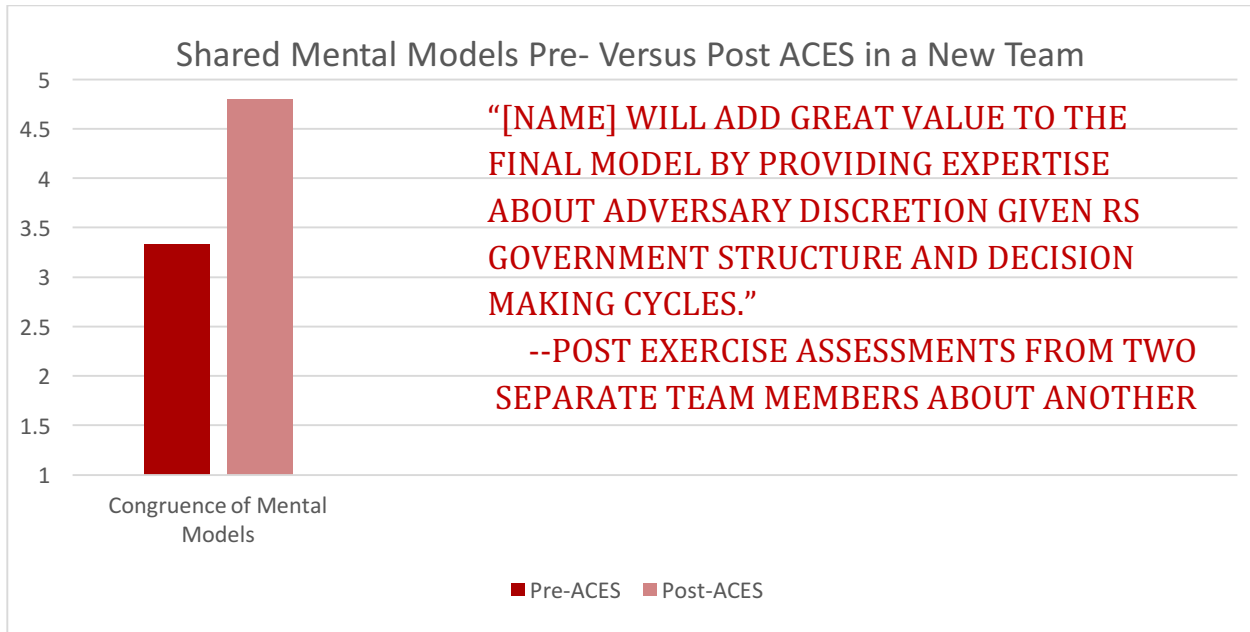 Shared Mental Models Pre- Versus Post ACES in a New Team
5
4.5
4
3.5
3
2.5
2
1.5
1
“[NAME] WILL ADD GREAT VALUE TO THE
FINAL MODEL BY PROVIDING EXPERTISE
ABOUT ADVERSARY DISCRETION GIVEN RS
GOVERNMENT STRUCTURE AND DECISION
MAKING CYCLES.”
--POST EXERCISE ASSESSMENTS FROM TWO
SEPARATE TEAM MEMBERS ABOUT ANOTHER
Congruence of Mental
Models
Pre-ACES Post-ACES